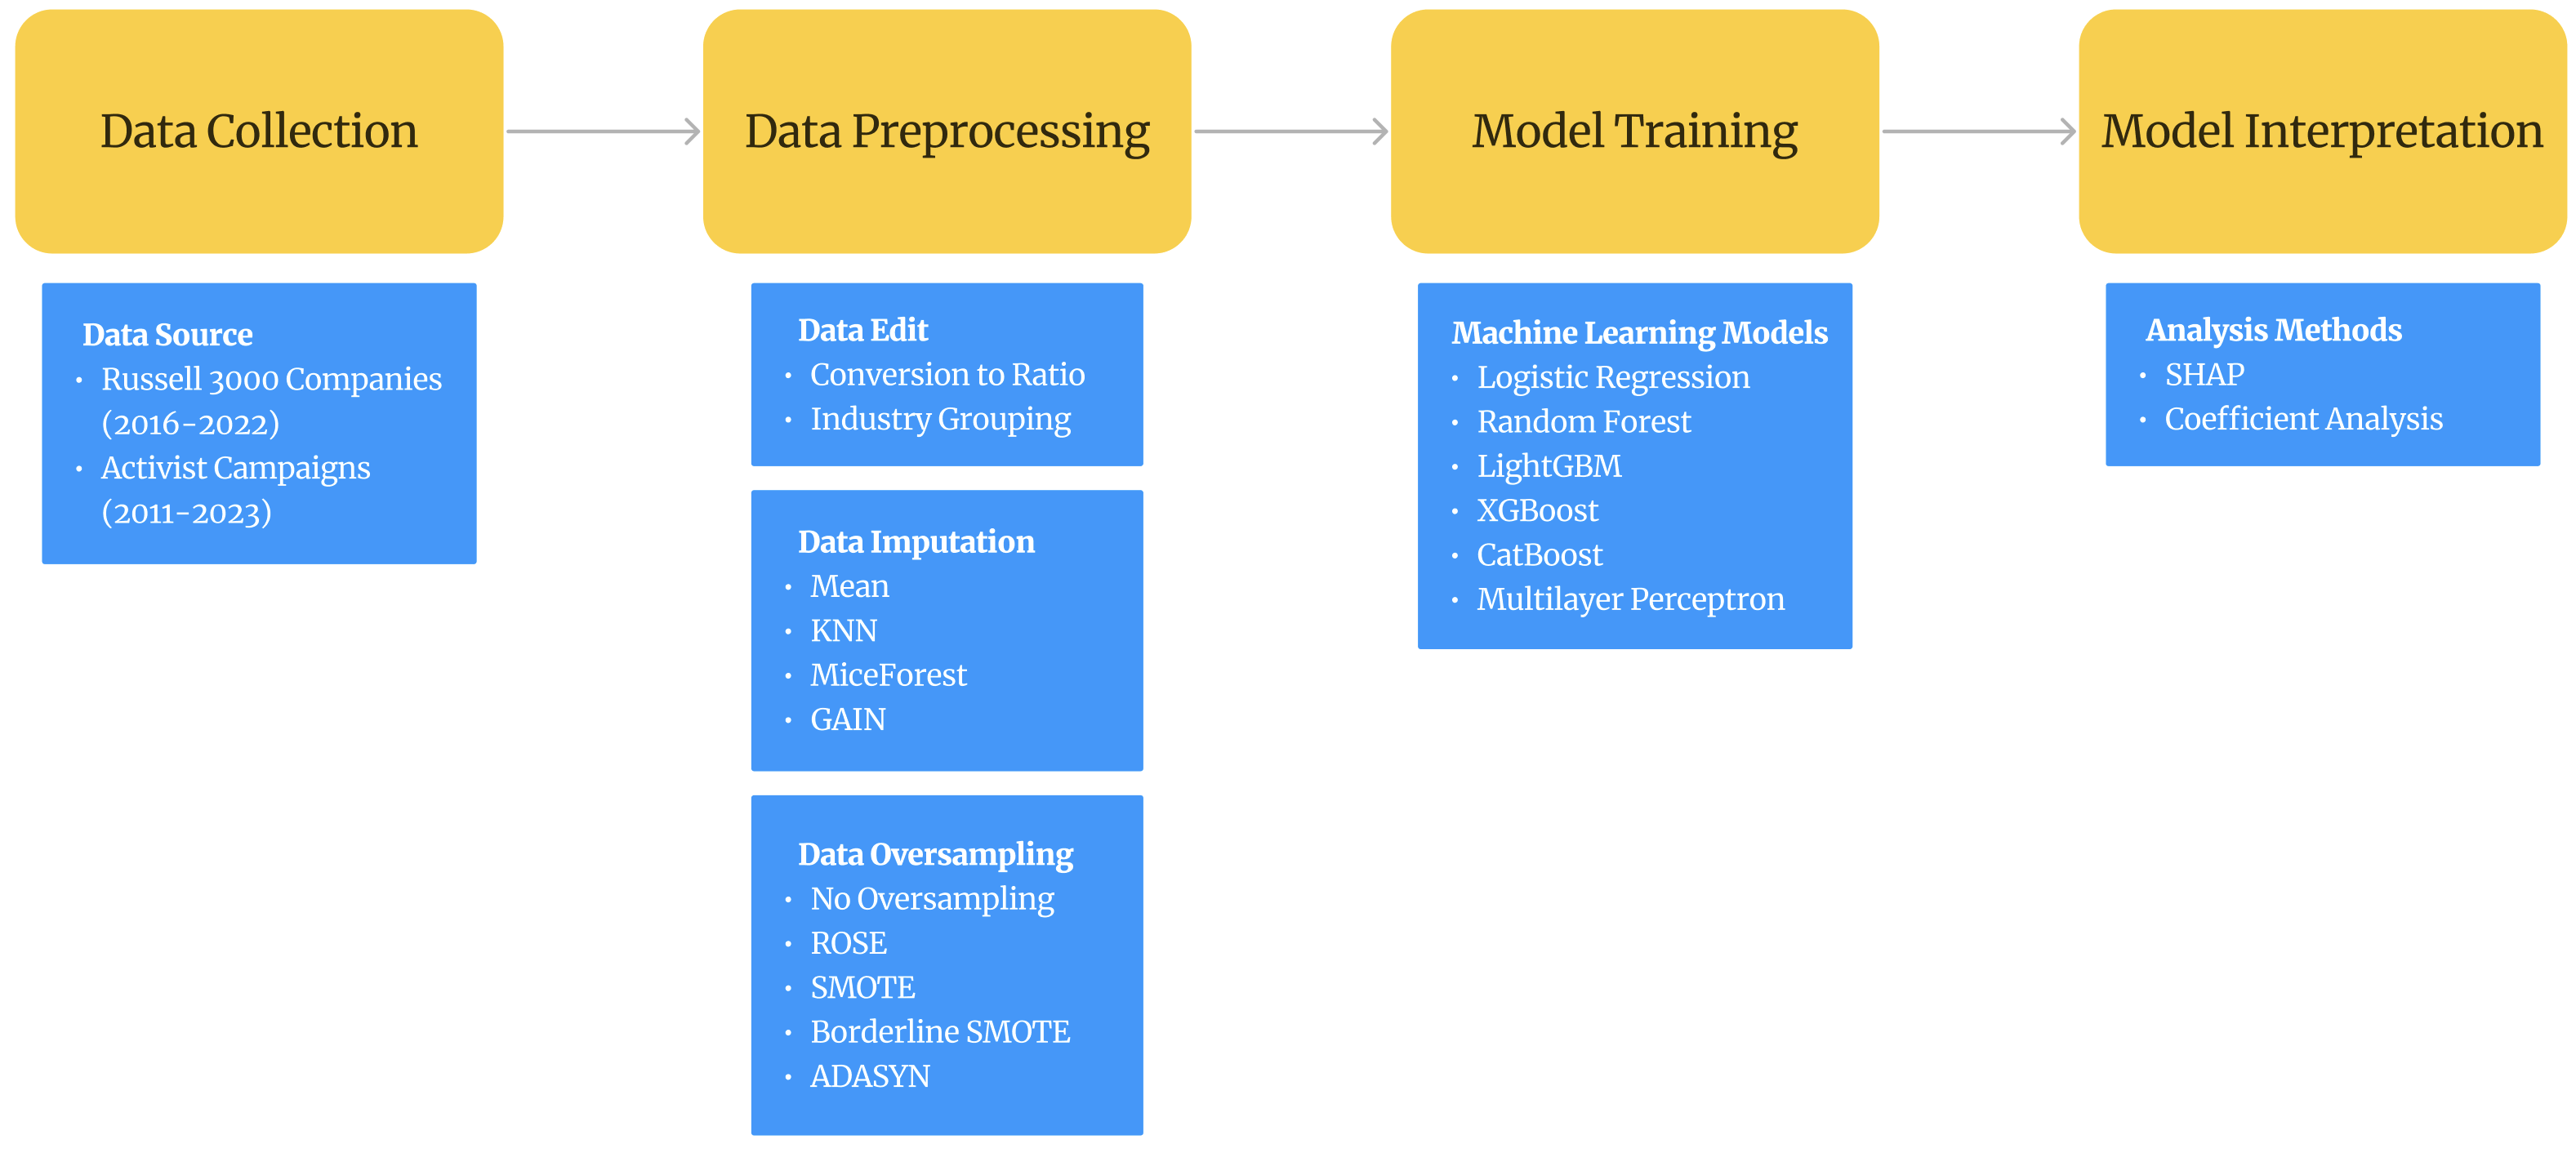 Data Collection
Data Preprocessing
Model Training
Model Interpretation
Data Source
• Russell 3000 Companies
(2016-2022)
• Activist Campaigns
(2011-2023)
Data Edit
• Conversion to Ratio
• Industry Grouping
Data Imputation
• Mean
• KNN
• MiceForest
• GAIN
Data Oversampling
• No Oversampling
• ROSE
• SMOTE
• Borderline SMOTE
• ADASYN
Machine Learning Models
• Logistic Regression
• Random Forest
• LightGBM
• XGBoost
• CatBoost
• Multilayer Perceptron
Analysis Methods
• SHAP
• Coefficient Analysis